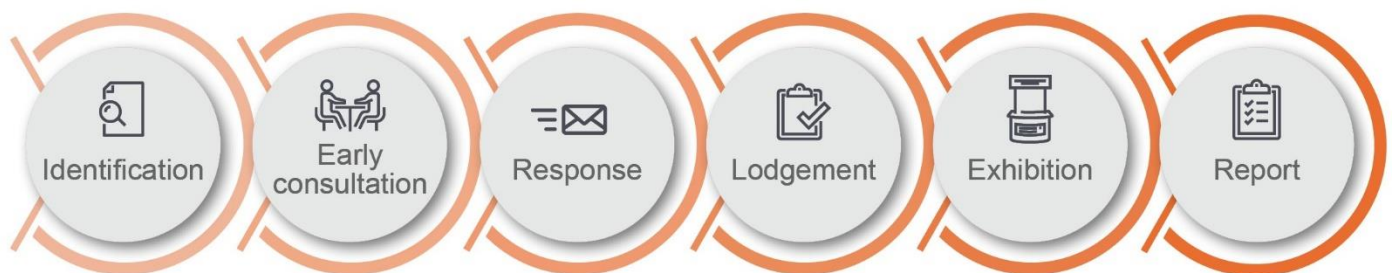 Identification
Early
consultation
Response
Lodgement
Exhibition
Report